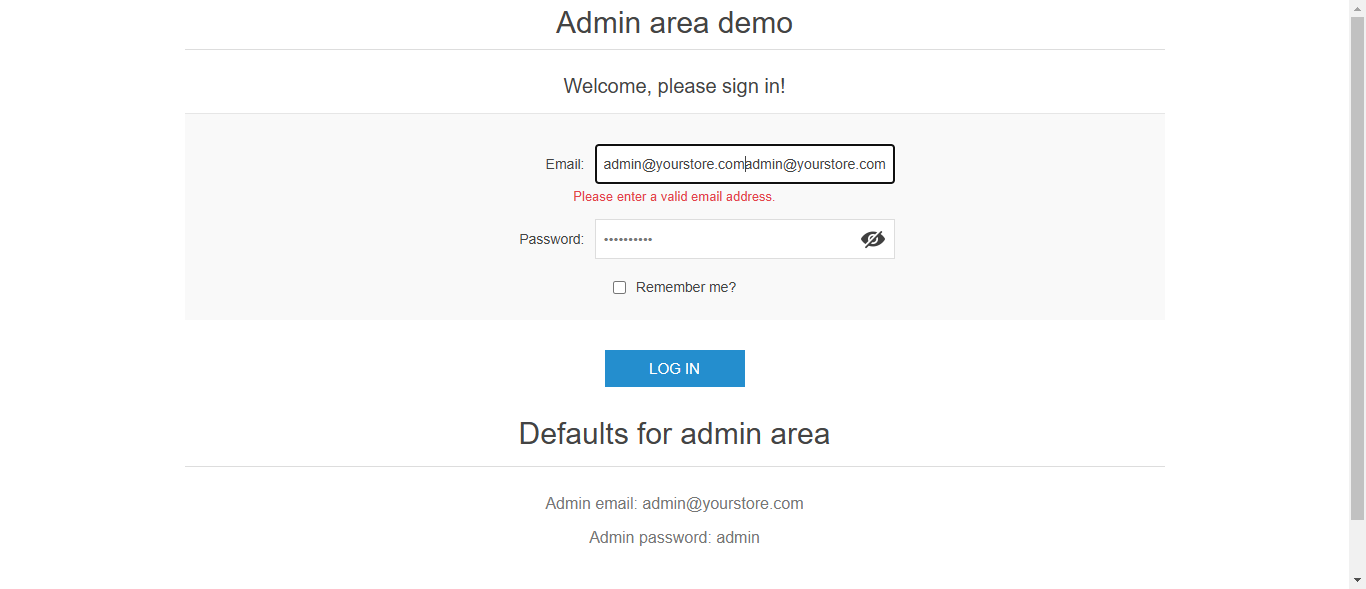 Admin area demo
Welcome, please sign in!
Email: admin@yourstore.comadmin@yourstore.com
Please enter a valid email address.
Password: ••••••••••
Remember me?
LOG IN
Defaults for admin area
Admin email: admin@yourstore.com
Admin password: admin